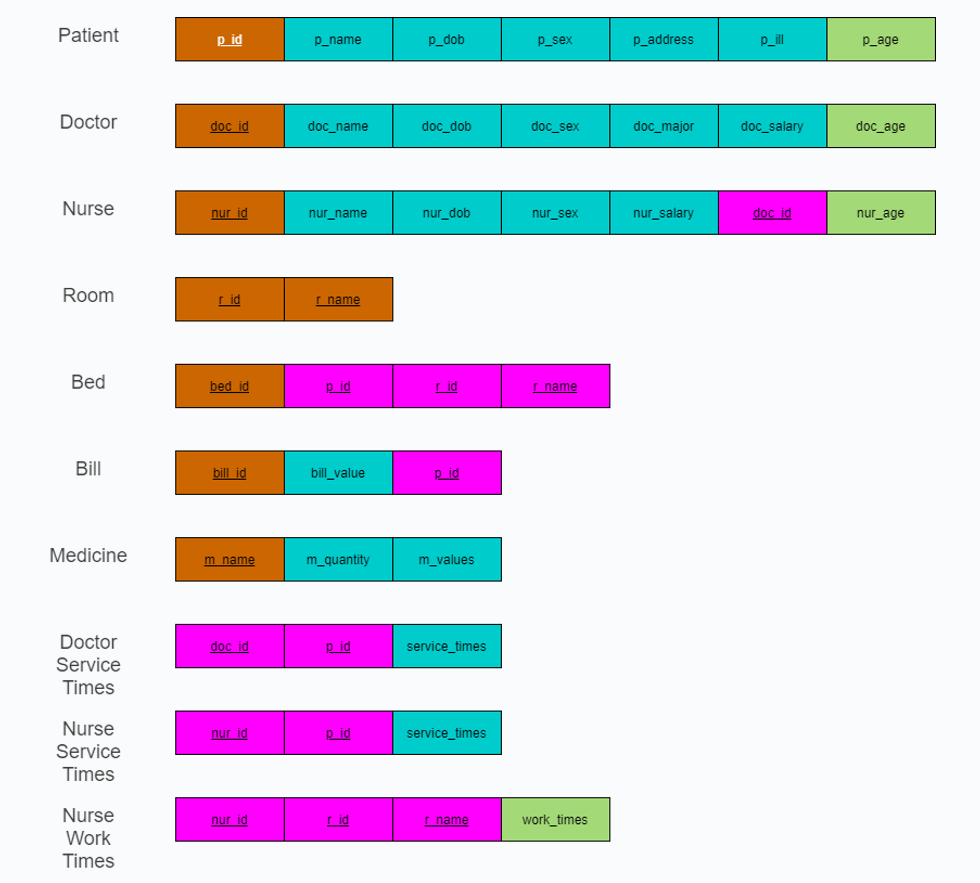 Patient
p_id p_name p_dob p_sex p_address p_ill p_age
Doctor
doc_id doc_name doc_dob doc_sex doc_major doc_salary doc_age
Nurse
nur_id nur_name nur_dob nur_sex nur_salary doc_id nur_age
Room
r_id r_name
Bed
bed_id p_id r_id r_name
Bill
bill_id bill_value p_id
Medicine
m_name m_quantity m_values
Doctor
Service
Times
doc_id p_id service_times
Nurse
Service
Times
nur_id p_id service_times
Nurse
Work
Times
nur_id r_id r_name work_times